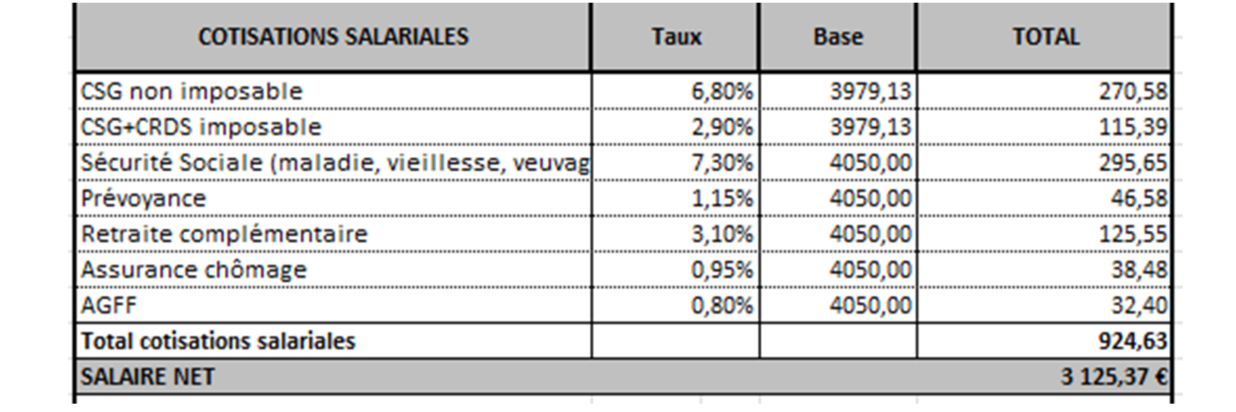 COTISATIONS SALARIALES Taux Base TOTAL
CSG non imposable 6,80% 3979,13 270,58
CSG+CRDS imposable 2,90% 3979,13 115,39
Sécurité Sociale (maladie, vieillesse, veuvag 7,30% 4050,00 295,65
Prévoyance 1,15% 4050,00 46,58
Retraite complémentaire 3,10% 4050,00 125,55
Assurance chômage 0,95% 4050,00 38,48
AGFF 0,80% 4050,00 32,40
Total cotisations salariales 924,63
SALAIRE NET 3 125,37 €